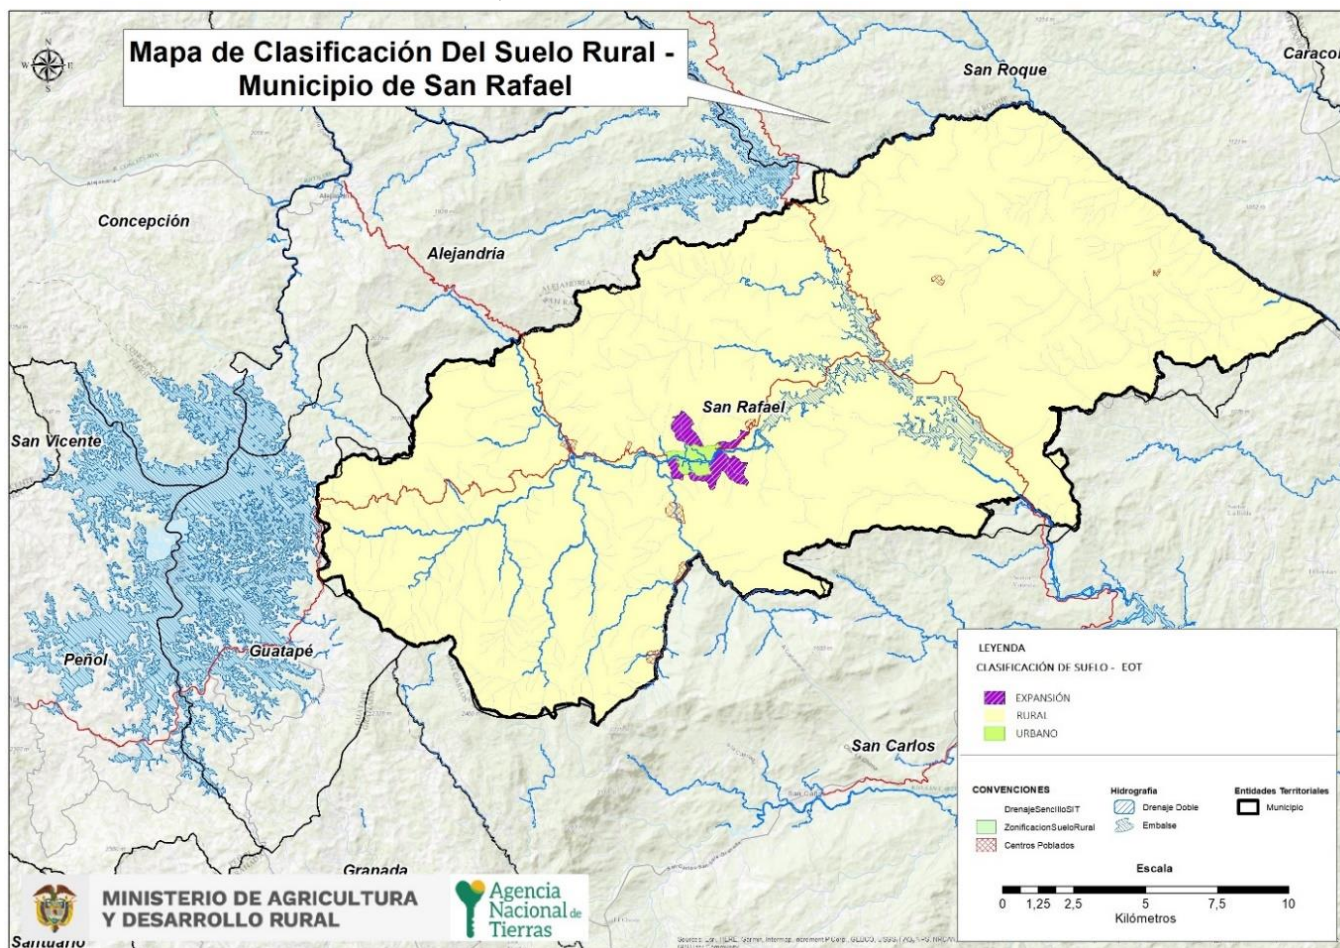 Mapa de Clasificación Del Suelo Rural -
Municipio de San Rafael
N
W E
S
San Roque
Caracol
Concepción
Alejandría
ALEJANDRIA
San Rafael
San Vicente
Peñol
Guatapé
San Carlos
Granada
Santuario
LEYENDA
CLASIFICACIÓN DE SUELO - EOT
EXPANSIÓN
RURAL
URBANO
CONVENCIONES
DrenajeSencilloSIT
ZonificacionSueloRural
Centros Poblados
Hidrografía
Drenaje Doble
Embalse
Entidades Territoriales
Municipio
Escala
0 1,25 2,5 5 7,5 10
Kilómetros
MINISTERIO DE AGRICULTURA
Y DESARROLLO RURAL
Agencia
Nacional de
Tierras